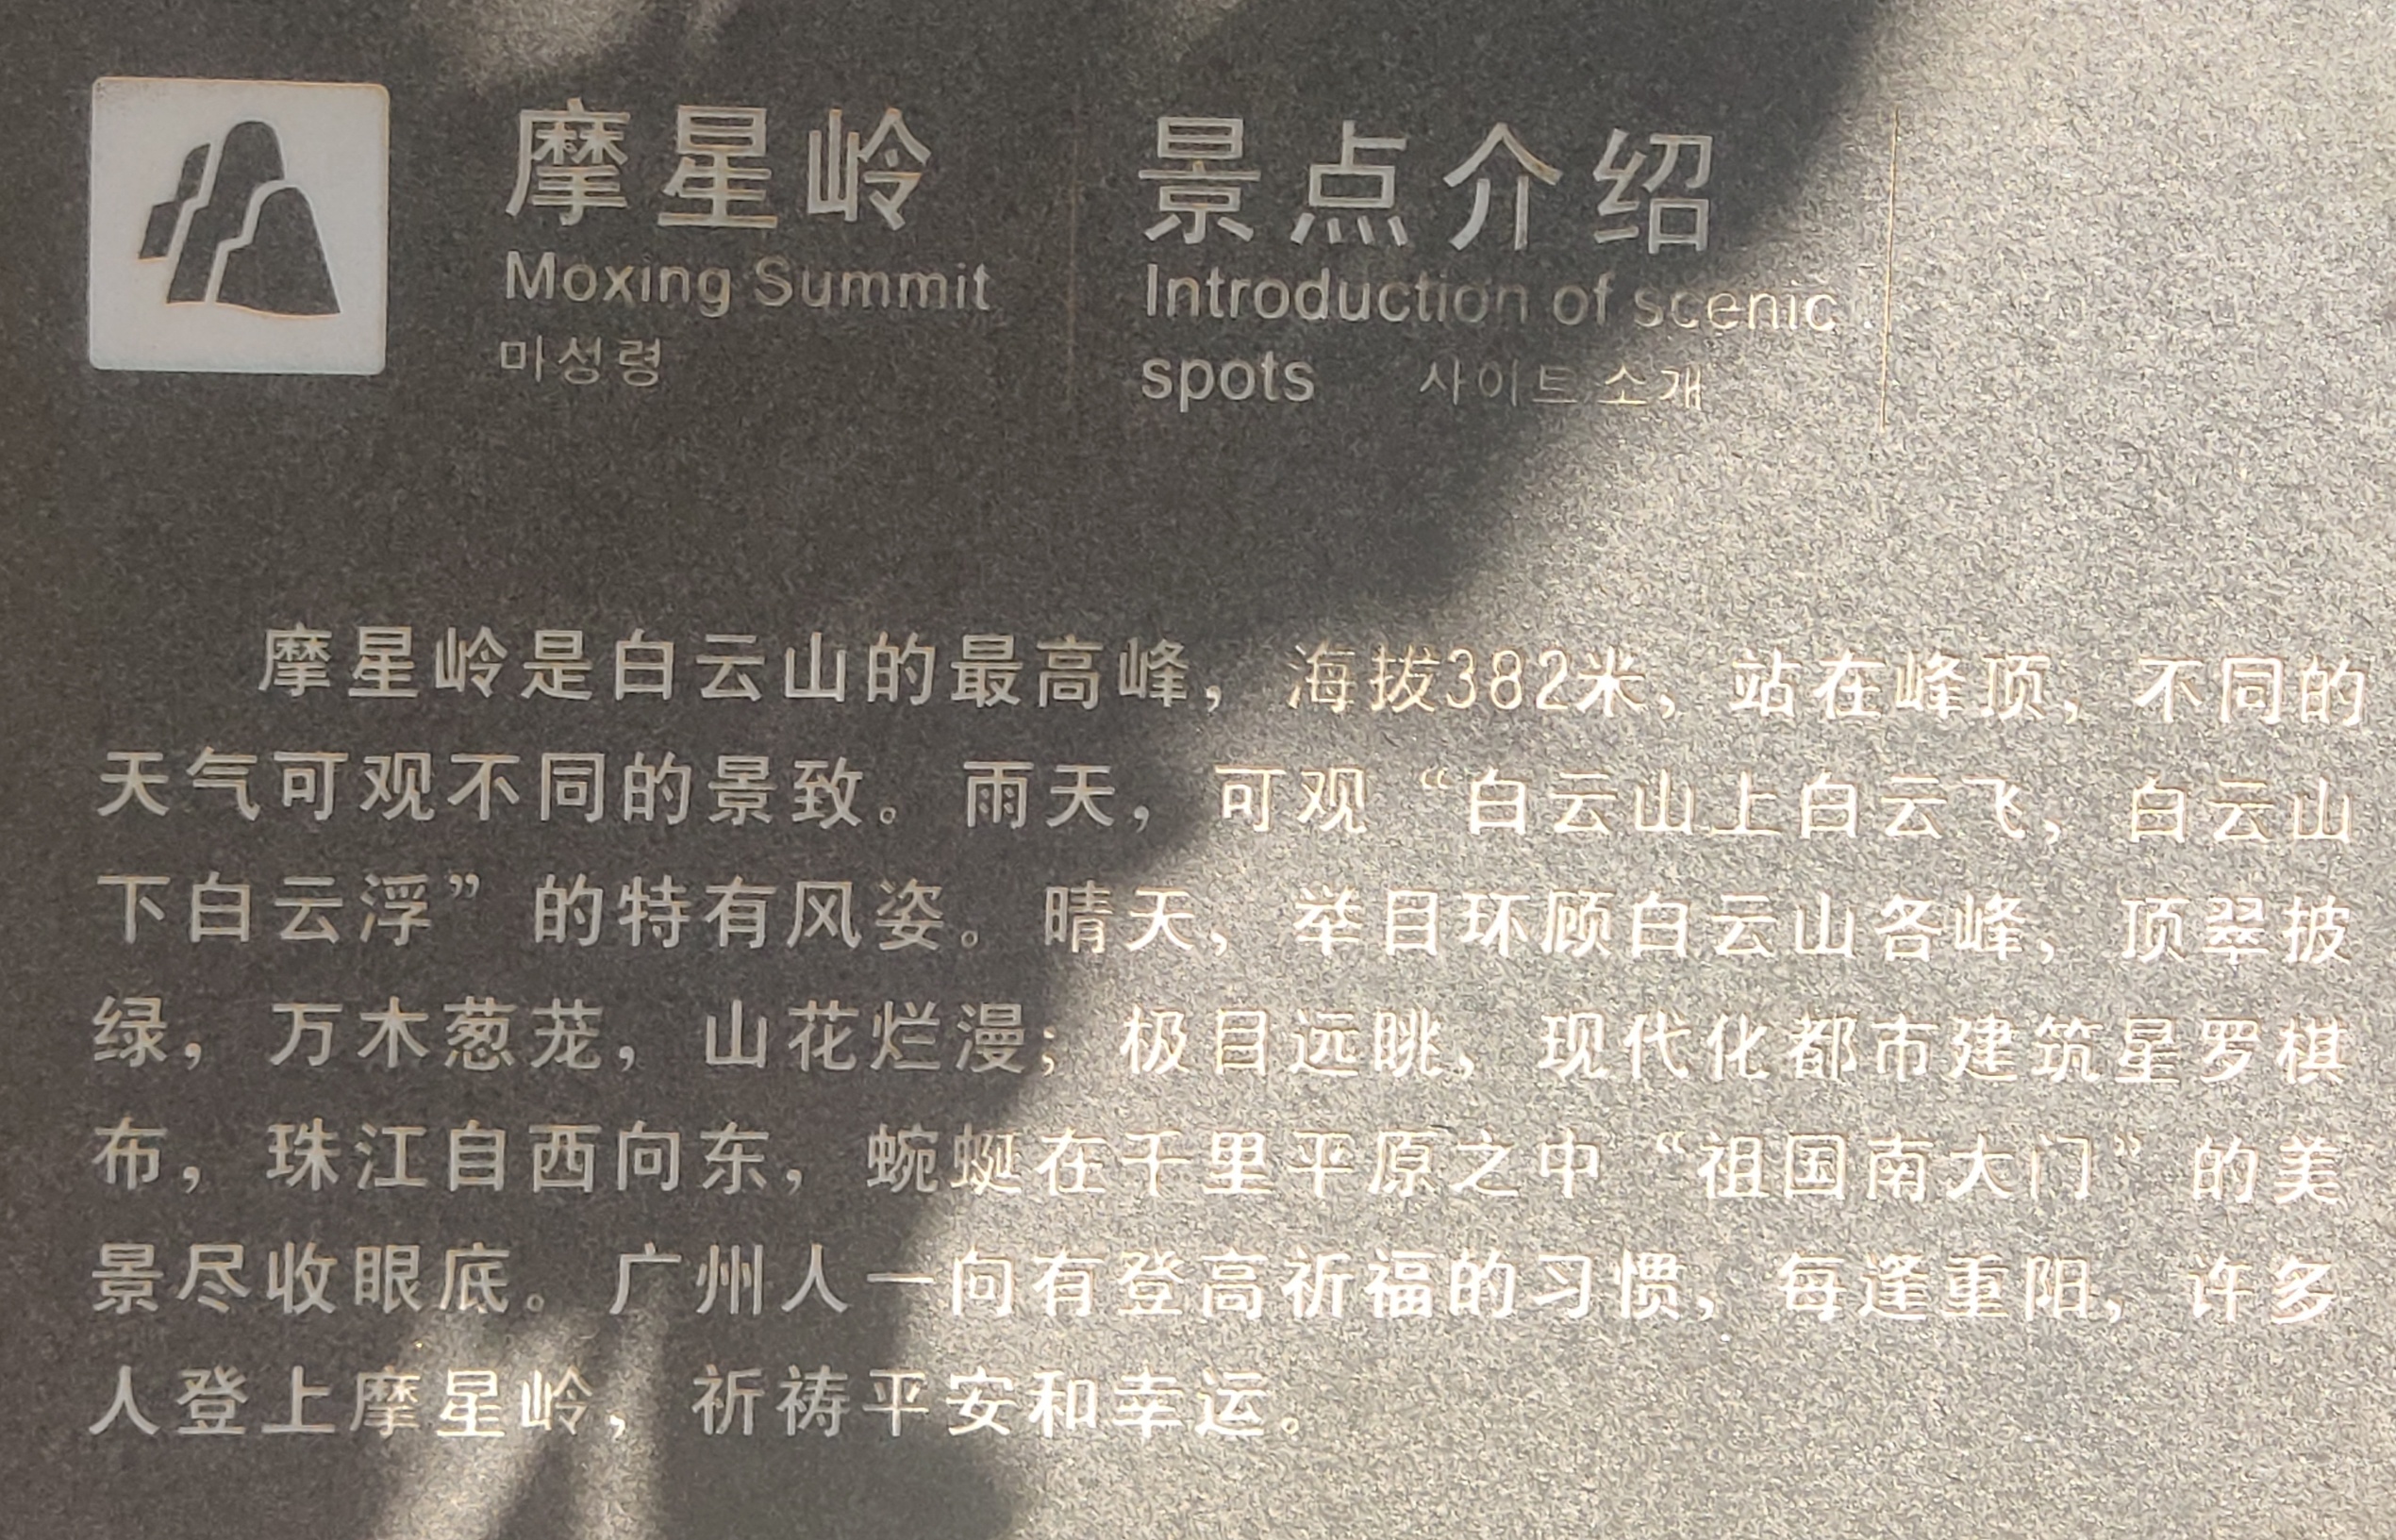 摩星岭
Moxing Summit
마성령
景点介绍
Introduction of scenic
spots 사이트 소개
摩星岭是白云山的最高峰，海拔382米，站在峰顶，不同的
天气可观不同的景致。雨天，可观“白云山上白云飞，白云山
下白云浮”的特有风姿。晴天，举目环顾白云山各峰，顶翠披
绿，万木葱茏，山花烂漫；极目远眺，现代化都市建筑星罗棋
布，珠江自西向东，蜿蜒在千里平原之中“祖国南大门”的美
景尽收眼底。广州人一向有登高祈福的习惯，每逢重阳，许多
人登上摩星岭，祈祷平安和幸运。